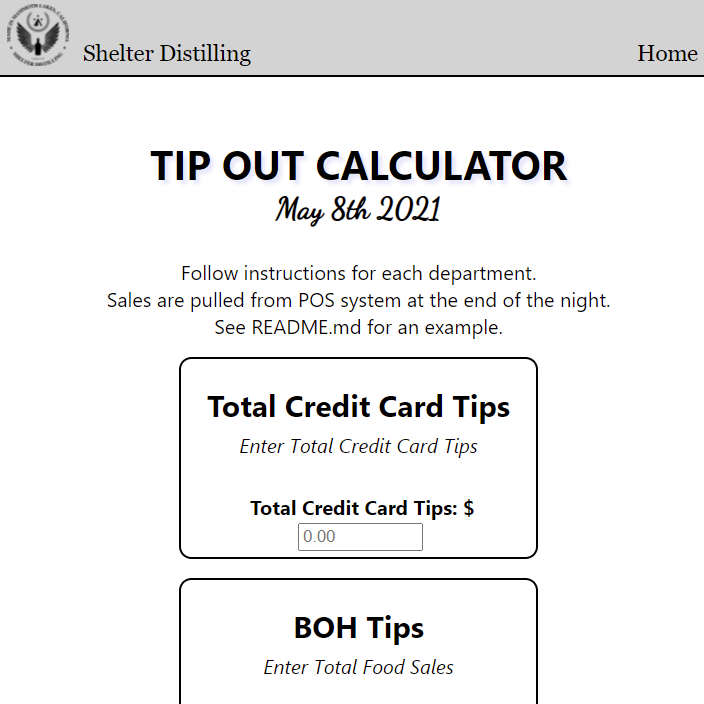 MADE IN MAMMOTH LAKES, CALIFORNIA
SHELTER DISTILLING
Shelter Distilling
Home
TIP OUT CALCULATOR
May 8th 2021
Follow instructions for each department.
Sales are pulled from POS system at the end of the night.
See README.md for an example.
Total Credit Card Tips
Enter Total Credit Card Tips
Total Credit Card Tips: $
0.00
BOH Tips
Enter Total Food Sales